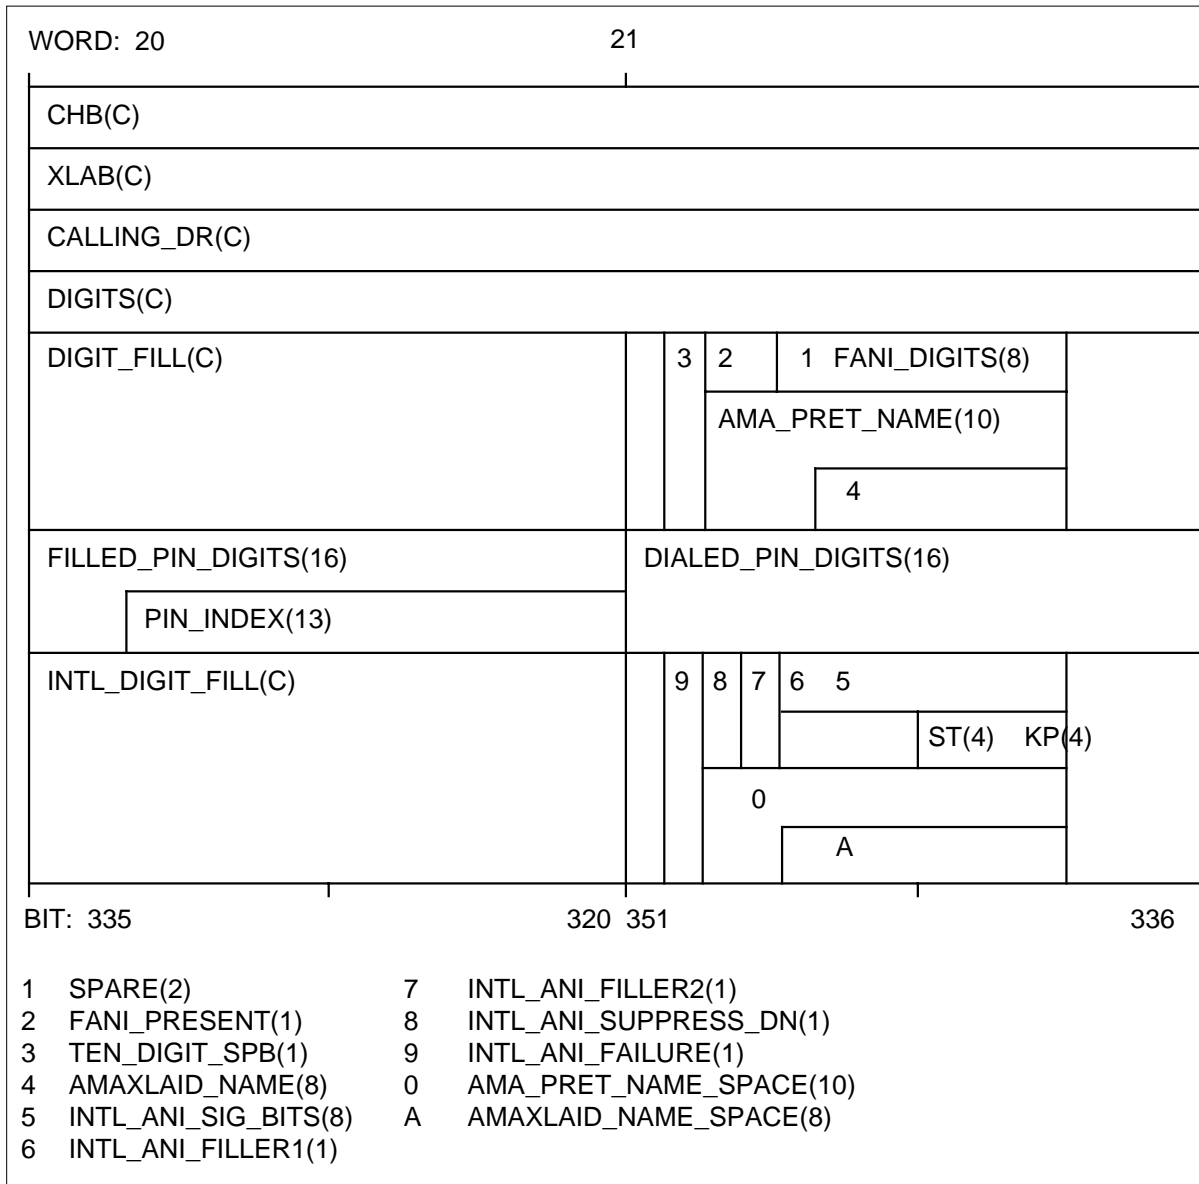 WORD: 20 21
CHB(C)
XLAB(C)
CALLING_DR(C)
DIGITS(C)
DIGIT_FILL(C) 3 2 1 FANI_DIGITS(8)
AMA_PRET_NAME(10)
4
FILLED_PIN_DIGITS(16) DIALED_PIN_DIGITS(16)
PIN_INDEX(13)
INTL_DIGIT_FILL(C) 9 8 7 6 5
ST(4) KP(4)
0
A
BIT: 335 320 351 336
1 SPARE(2) 7 INTL_ANI_FILLER2(1)
2 FANI_PRESENT(1) 8 INTL_ANI_SUPPRESS_DN(1)
3 TEN_DIGIT_SPB(1) 9 INTL_ANI_FAILURE(1)
4 AMAXLAID_NAME(8) 0 AMA_PRET_NAME_SPACE(10)
5 INTL_ANI_SIG_BITS(8) A AMAXLAID_NAME_SPACE(8)
6 INTL_ANI_FILLER1(1)